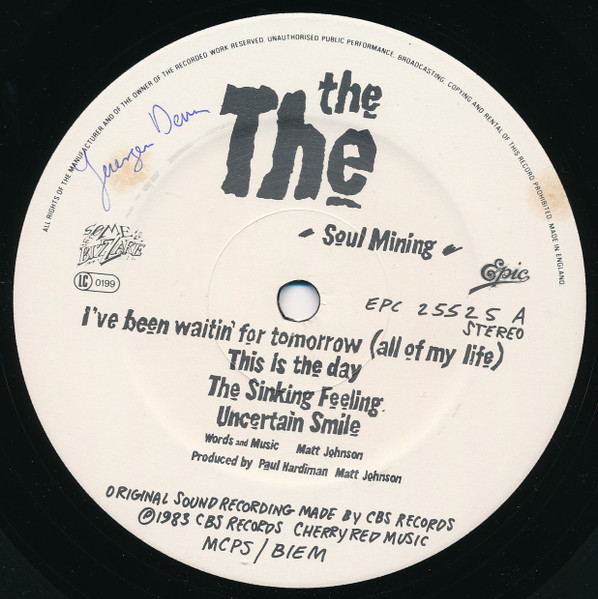 ALL RIGHTS OF THE MANUFACTURER AND OF THE OWNER OF THE RECORDED WORK RESERVED. UNAUTHORISED PUBLIC PERFORMANCE, BROADCASTING, COPYING AND RENTAL OF THIS RECORD PROHIBITED. MADE IN ENGLAND
the
The
Soul Mining
SOME
BIZZARE
LC 0199
Epic
EPC 25525 A
STEREO
I've been waitin' for tomorrow (all of my life)
This Is the day
The Sinking Feeling.
Uncertain Smile
Words and Music Matt Johnson
Produced by Paul Hardiman Matt Johnson
ORIGINAL SOUND RECORDING MADE BY CBS RECORDS
℗1983 CBS RECORDS CHERRY RED MUSIC
MCPS/BIEM